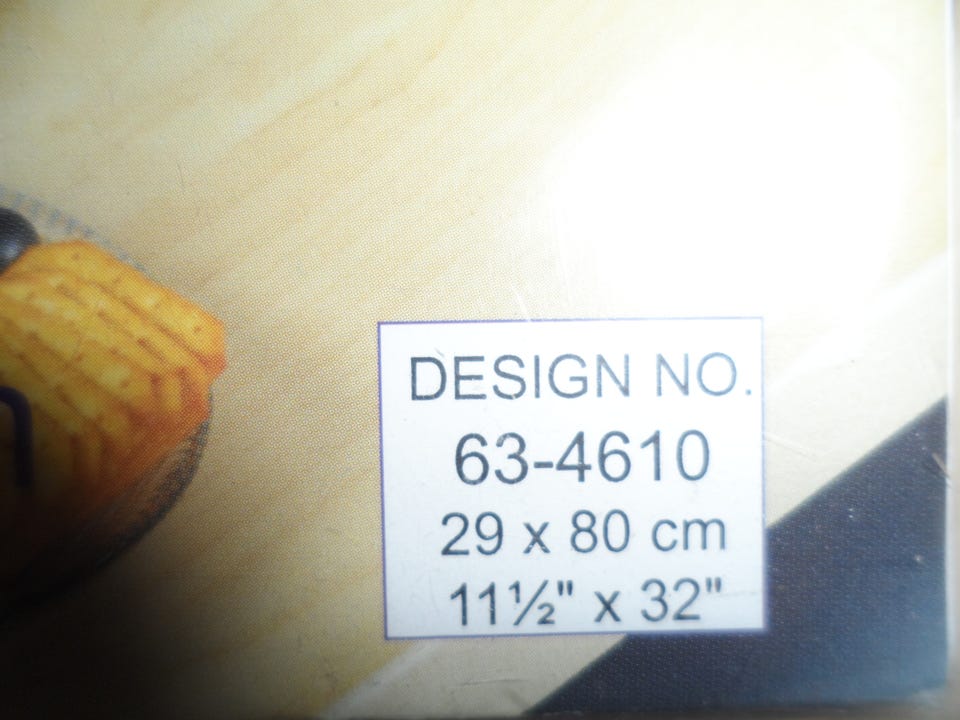 DESIGN NO.
63-4610
29 x 80 cm
11½" x 32"